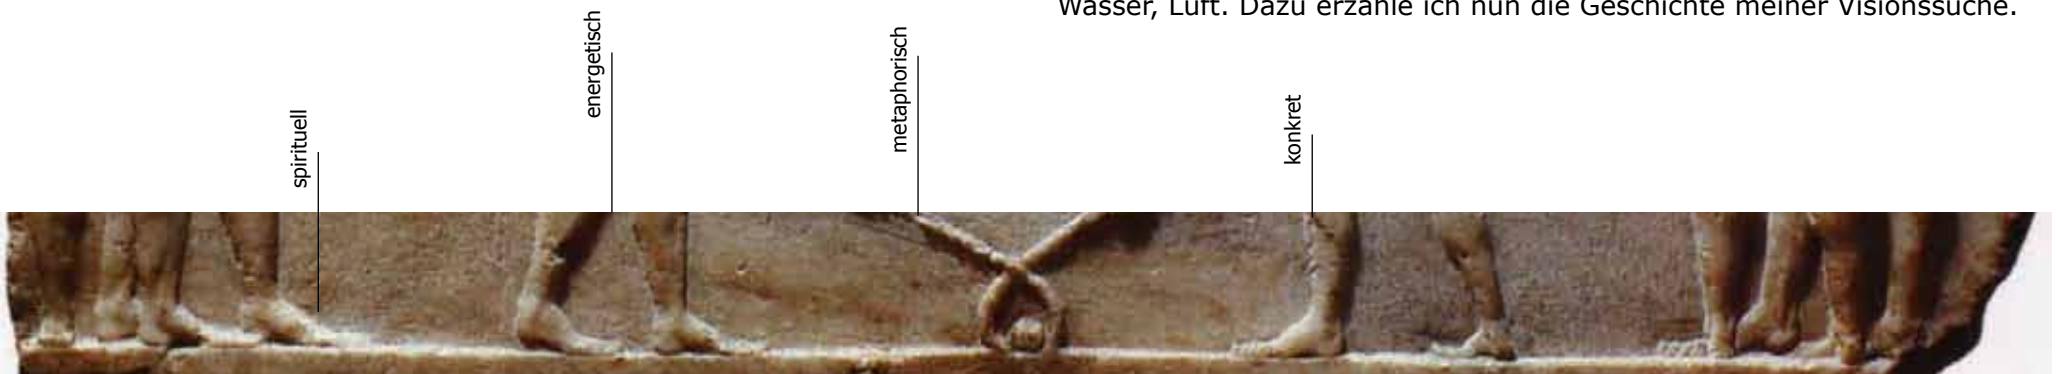 Wasser, Luft. Dazu erzähle ich nun die Geschichte meiner Visionssuche.
spirituell
energetisch
metaphorisch
konkret